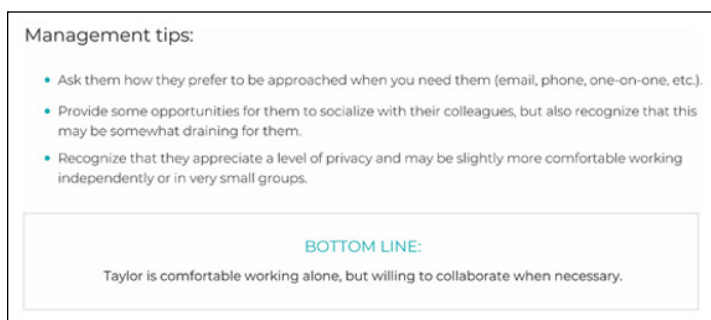 Management tips:
• Ask them how they prefer to be approached when you need them (email, phone, one-on-one, etc.).
• Provide some opportunities for them to socialize with their colleagues, but also recognize that this
may be somewhat draining for them.
• Recognize that they appreciate a level of privacy and may be slightly more comfortable working
independently or in very small groups.
BOTTOM LINE:
Taylor is comfortable working alone, but willing to collaborate when necessary.